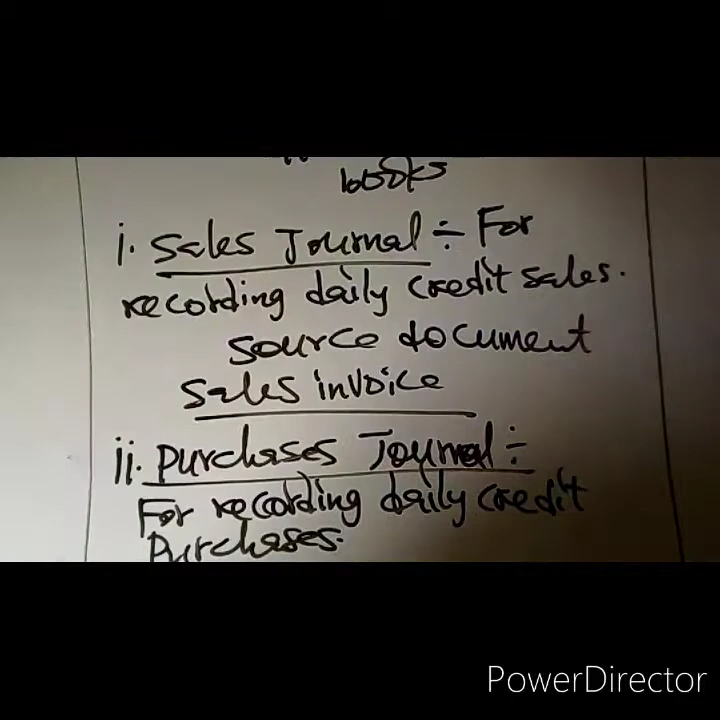 books
i. Sales Journal ÷ For
recording daily credit sales.
source document
sales invoice
ii. Purchases Journal ÷
For recording daily credit
Purchases.
PowerDirector